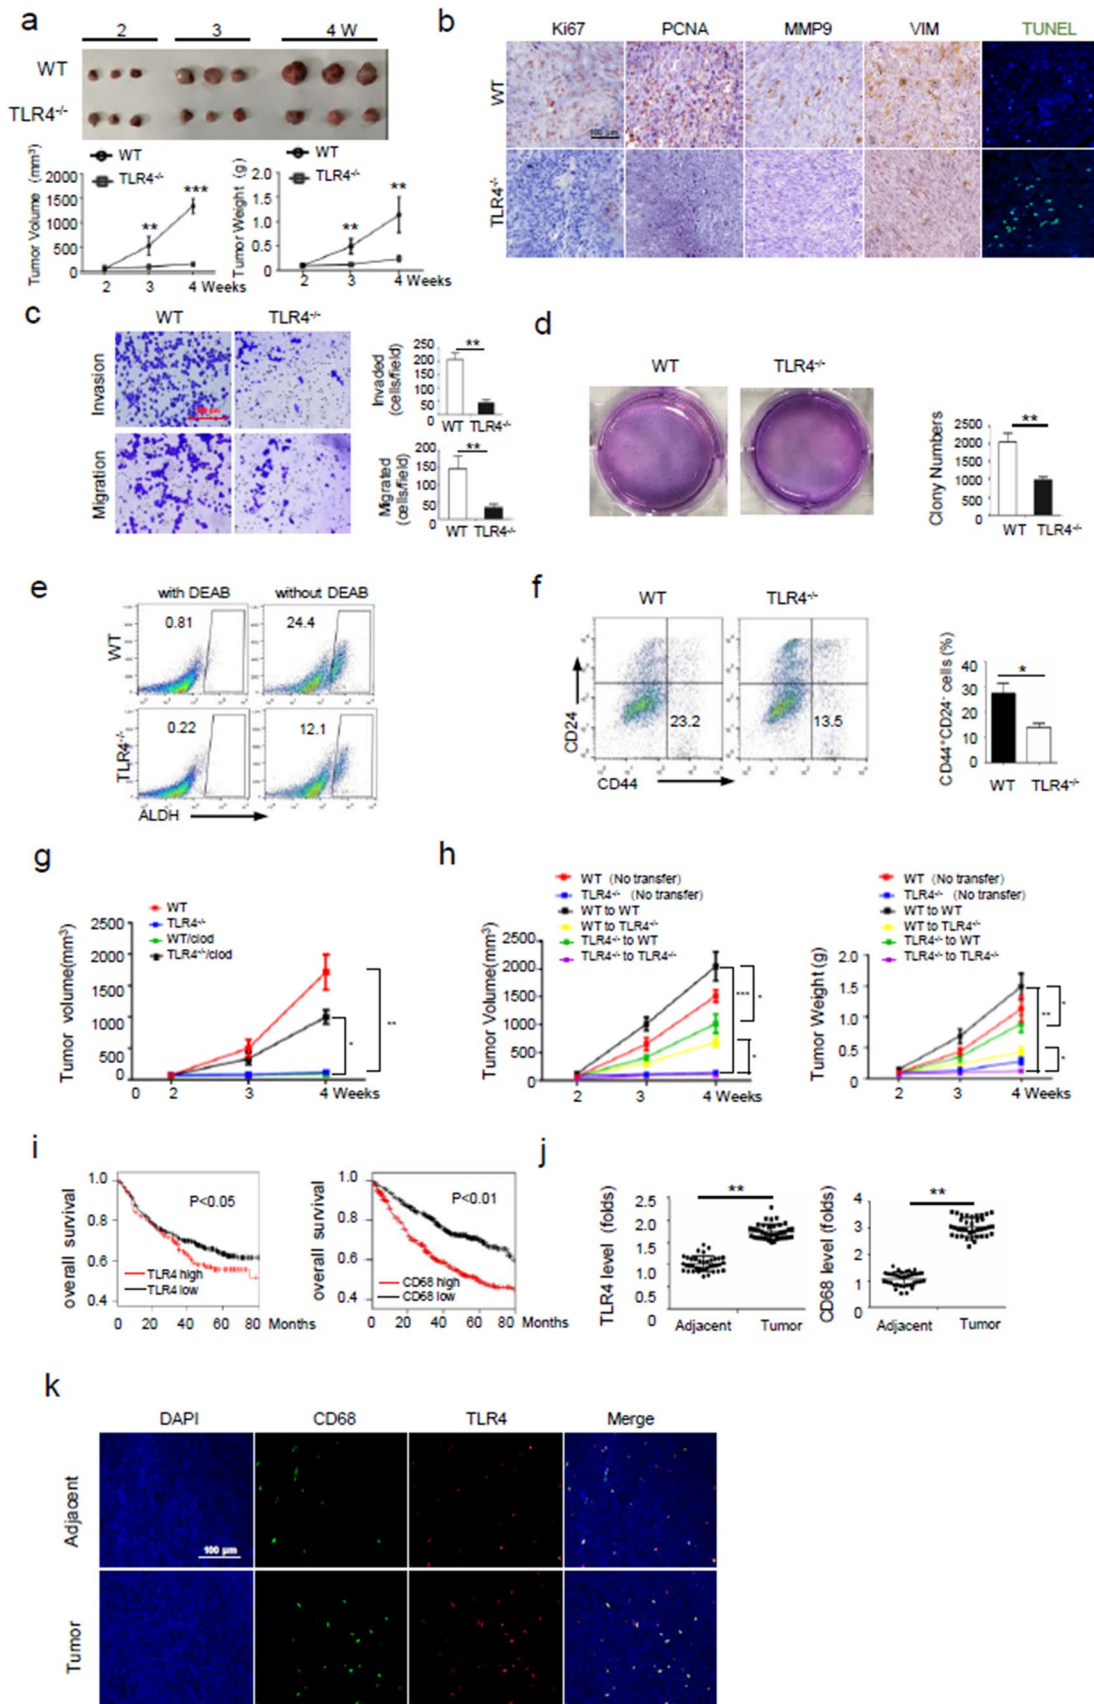 a
2 3 4 W
WT
TLR4-/-
WT
TLR4-/-
Tumor Volume (mm³)
2000
1500
1000
500
0
**
***
2 3 4 Weeks
WT
TLR4-/-
Tumor Weight (g)
2.0
1.5
1.0
0.5
0
**
**
2 3 4 Weeks
b
Ki67 PCNA MMP9 VIM TUNEL
WT
100 μm
TLR4-/-
c
WT TLR4-/-
Invasion
Migration
Invaded
(cells/field)
250
200
150
100
50
0
**
WT TLR4-/-
Migrated
(cells/field)
200
150
100
50
0
**
WT TLR4-/-
d
WT TLR4-/-
Clony Numbers
2500
2000
1500
1000
500
0
**
WT TLR4-/-
e
with DEAB without DEAB
WT
0.81 24.4
TLR4-/-
0.22 12.1
ALDH
f
WT TLR4-/-
CD24
23.2 13.5
CD44
CD44+CD24- cells (%)
40
30
20
10
0
*
WT TLR4-/-
g
WT
TLR4-/-
WT/clod
TLR4-/-/clod
Tumor volume(mm³)
2500
2000
1500
1000
500
0
*
**
0 2 3 4 Weeks
h
WT (No transfer)
TLR4-/- (No transfer)
WT to WT
WT to TLR4-/-
TLR4-/- to WT
TLR4-/- to TLR4-/-
Tumor Volume(mm³)
2500
2000
1500
1000
500
0
***
*
*
2 3 4 Weeks
WT (No transfer)
TLR4-/- (No transfer)
WT to WT
WT to TLR4-/-
TLR4-/- to WT
TLR4-/- to TLR4-/-
Tumor Weight (g)
2.0
1.5
1.0
0.5
0
**
*
*
2 3 4 Weeks
i
overall survival
1.0
0.8
0.6
0.4
P<0.05
TLR4 high
TLR4 low
0 20 40 60 80 Months
overall survival
1.0
0.8
0.6
0.4
P<0.01
CD68 high
CD68 low
0 20 40 60 80 Months
j
TLR4 level (folds)
2.5
2.0
1.5
1.0
0.5
0
**
Adjacent Tumor
CD68 level (folds)
4
3
2
1
0
**
Adjacent Tumor
k
DAPI CD68 TLR4 Merge
Adjacent
100 μm
Tumor